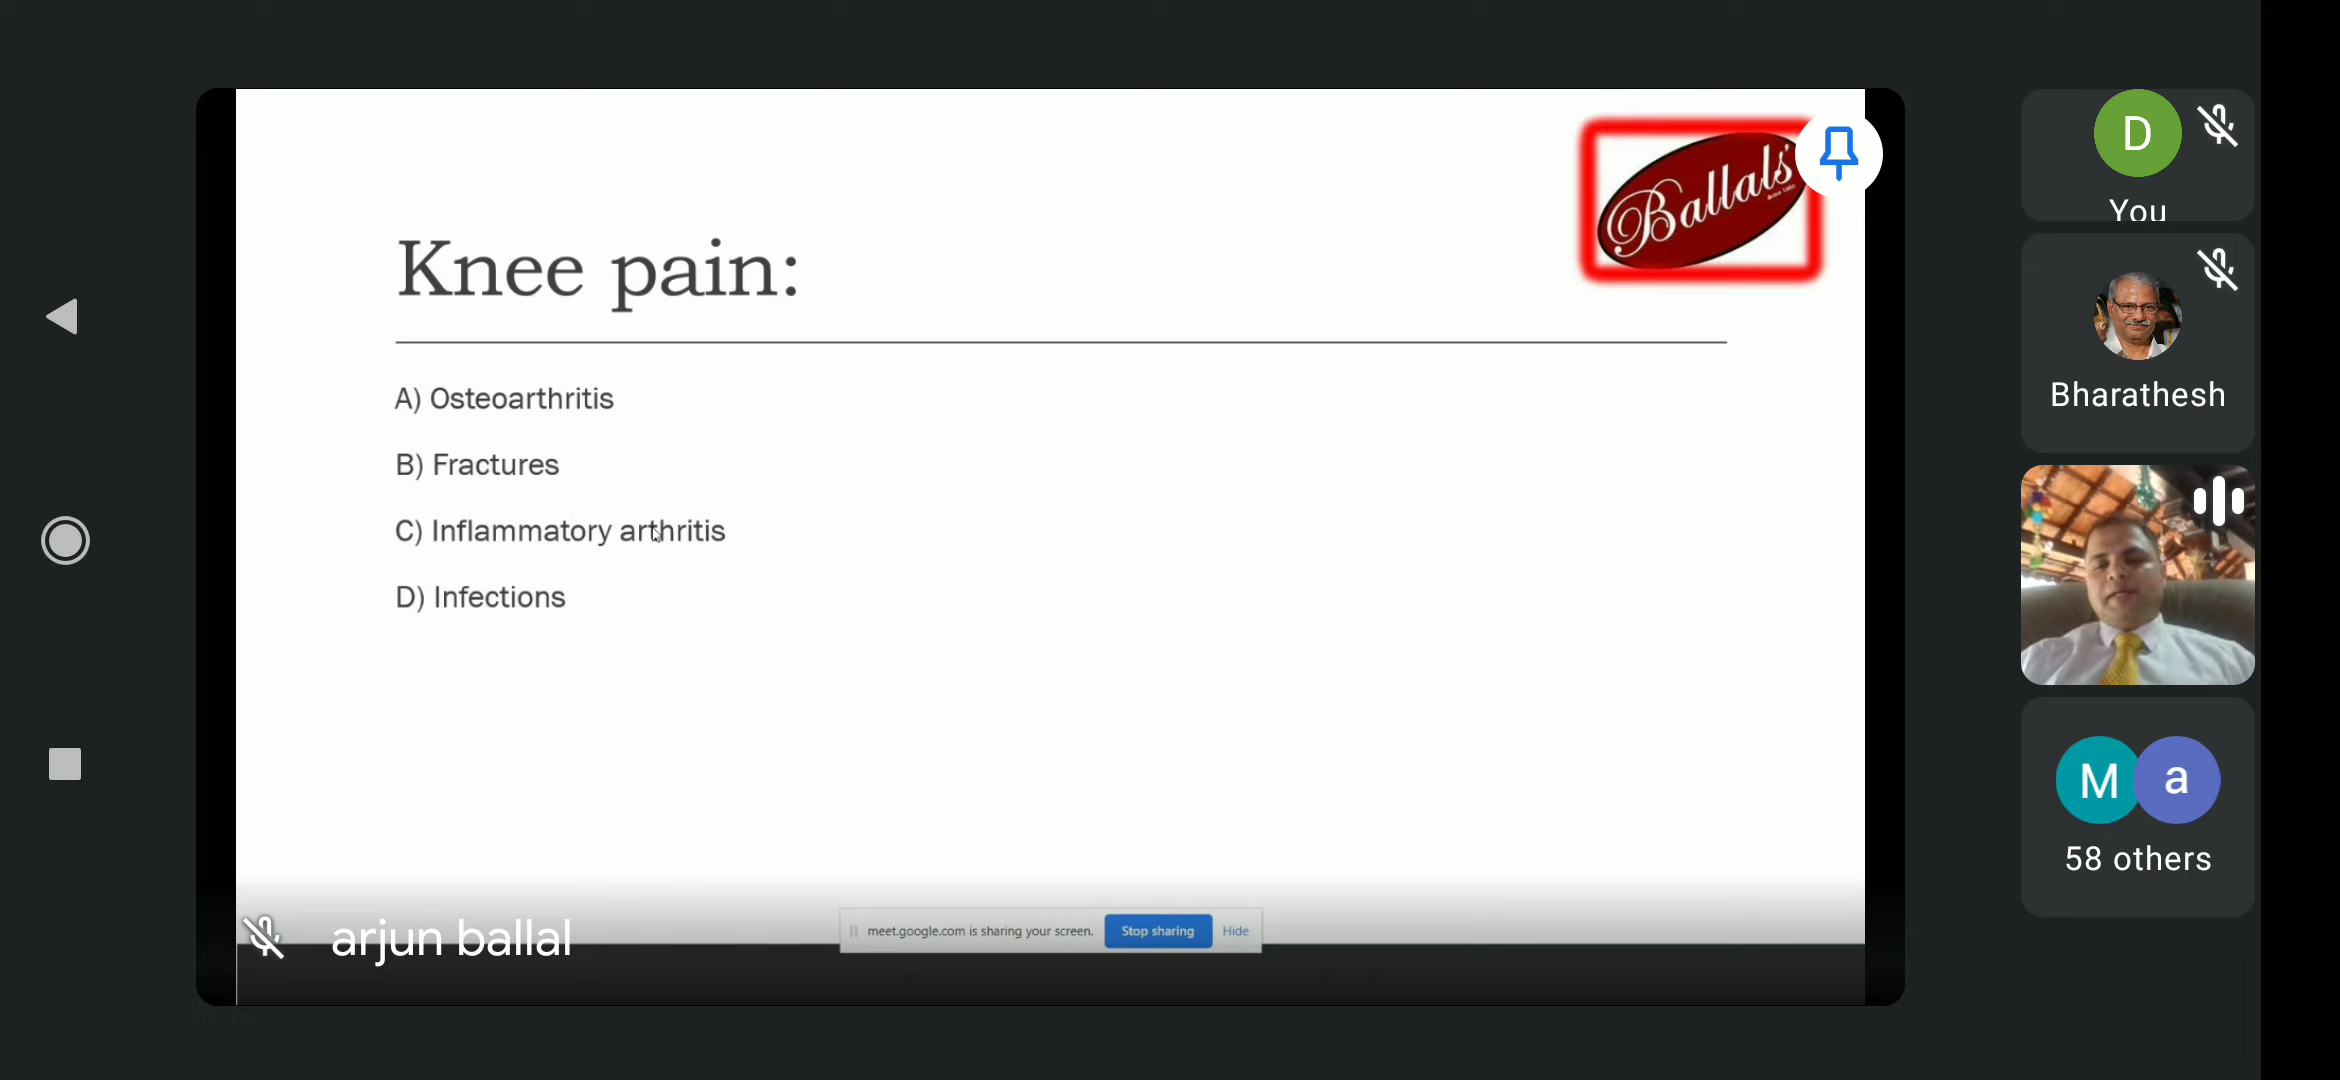 Ballals'
Knee pain:
A) Osteoarthritis
B) Fractures
C) Inflammatory arthritis
D) Infections
arjun ballal
meet.google.com is sharing your screen.
Stop sharing
Hide
D
You
Bharathesh
M
a
58 others